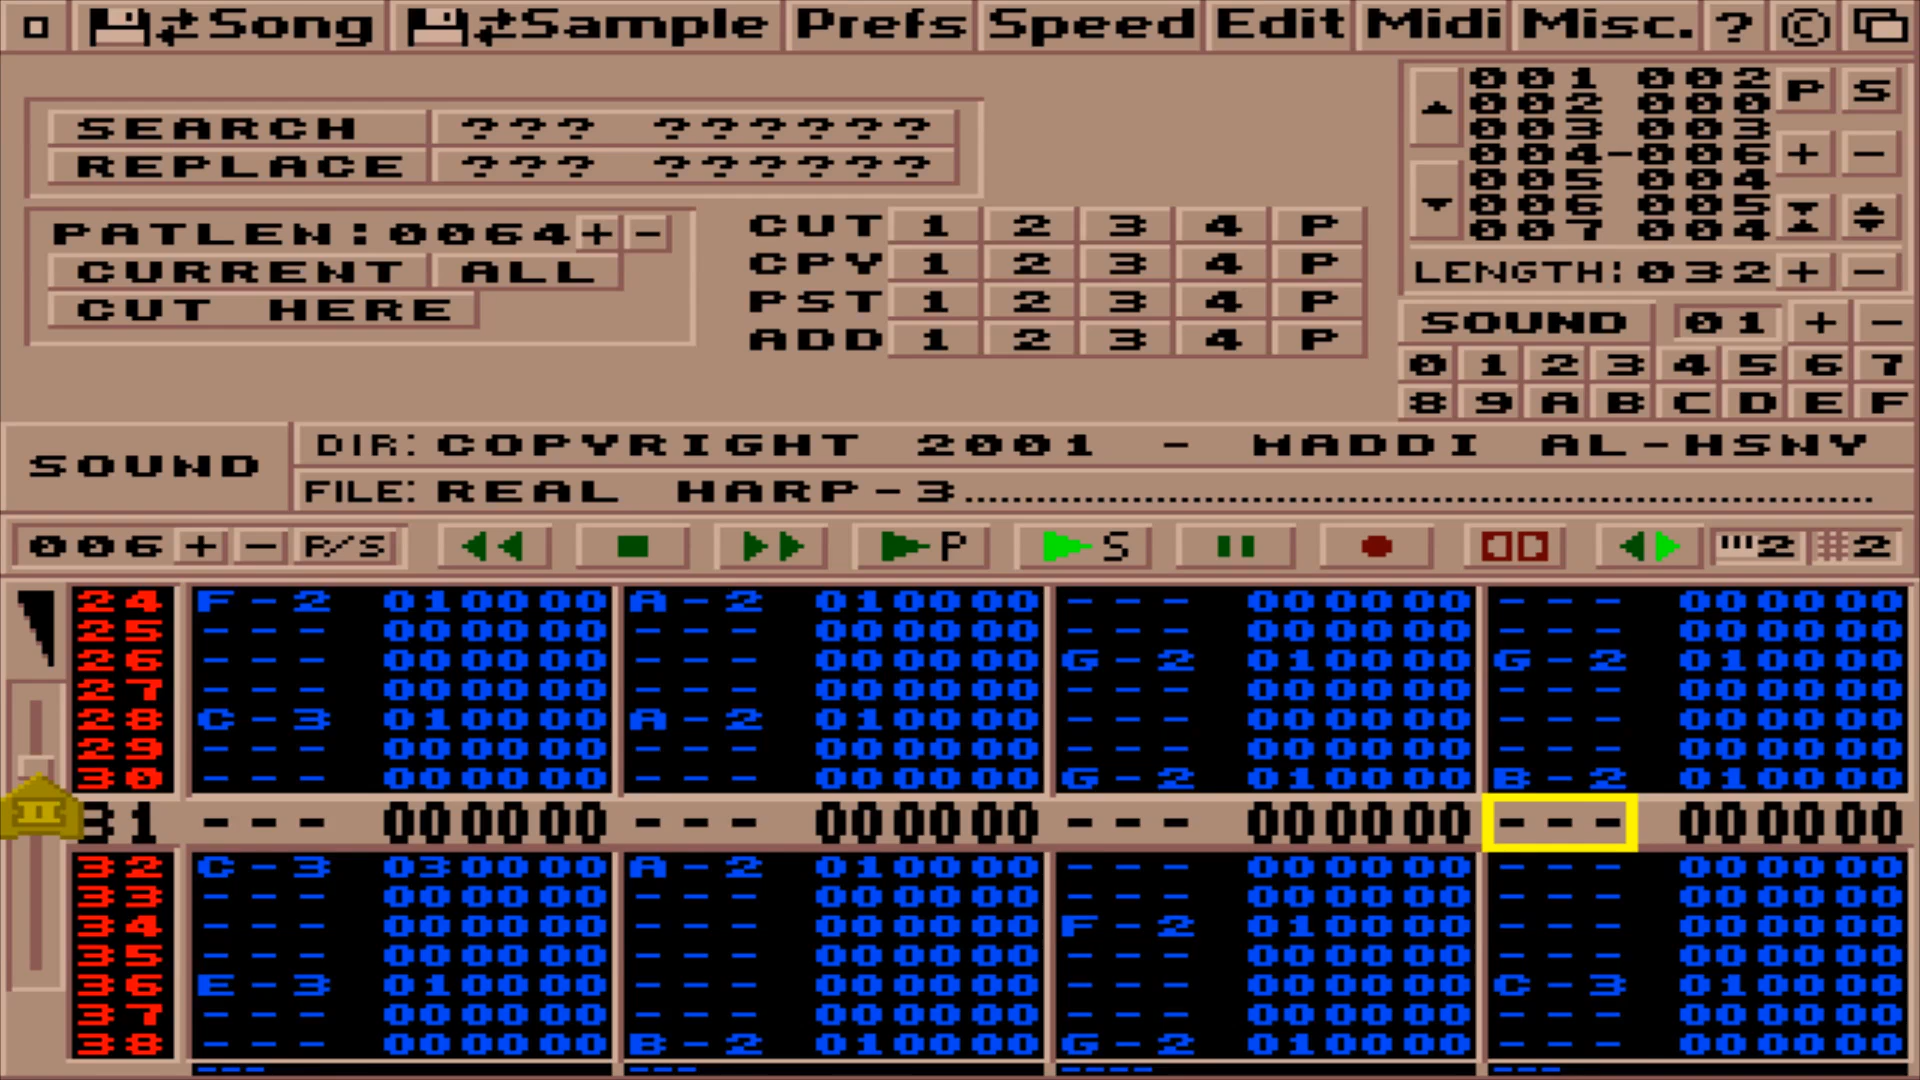 Song Sample Prefs Speed Edit Midi Misc. ? ©
001 002 P S
002 000
003 003
004-006 + -
005 004
006 005
007 004
LENGTH:032 + -
SEARCH ??? ??????
REPLACE ??? ??????
PATLEN:0064 + -
CURRENT ALL
CUT HERE
CUT 1 2 3 4 P
CPY 1 2 3 4 P
PST 1 2 3 4 P
ADD 1 2 3 4 P
SOUND 01 + -
0 1 2 3 4 5 6 7
8 9 A B C D E F
SOUND
DIR: COPYRIGHT 2001 - HADDI AL-HSNY
FILE: REAL HARP-3
006 + - P/S P S 2 2
24 F-2 010000 A-2 010000 --- 000000 --- 000000
25 --- 000000 --- 000000 --- 000000 --- 000000
26 --- 000000 --- 000000 G-2 010000 G-2 010000
27 --- 000000 --- 000000 --- 000000 --- 000000
28 C-3 010000 A-2 010000 --- 000000 --- 000000
29 --- 000000 --- 000000 --- 000000 --- 000000
30 --- 000000 --- 000000 G-2 010000 B-2 010000
31 --- 000000 --- 000000 --- 000000 --- 000000
32 C-3 030000 A-2 010000 --- 000000 --- 000000
33 --- 000000 --- 000000 --- 000000 --- 000000
34 --- 000000 --- 000000 F-2 010000 --- 000000
35 --- 000000 --- 000000 --- 000000 --- 000000
36 E-3 010000 --- 000000 --- 000000 C-3 010000
37 --- 000000 --- 000000 --- 000000 --- 000000
38 --- 000000 B-2 010000 G-2 010000 --- 000000